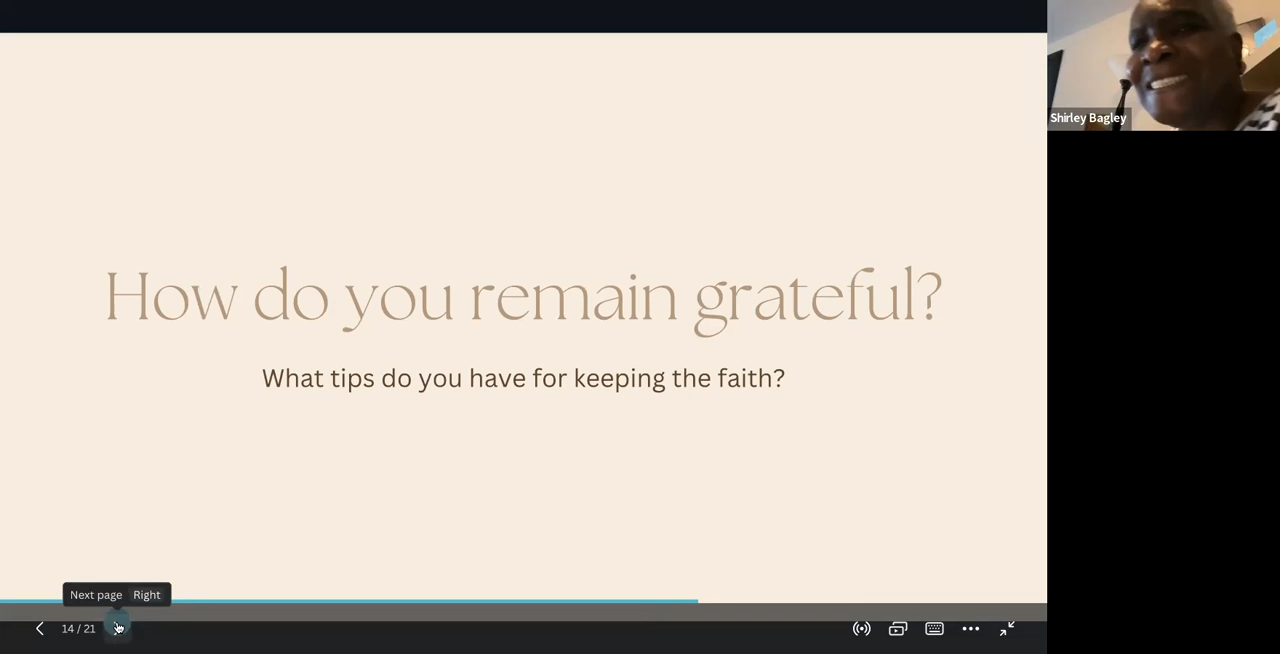 Shirley Bagley
How do you remain grateful?
What tips do you have for keeping the faith?
Next page Right
14 / 21